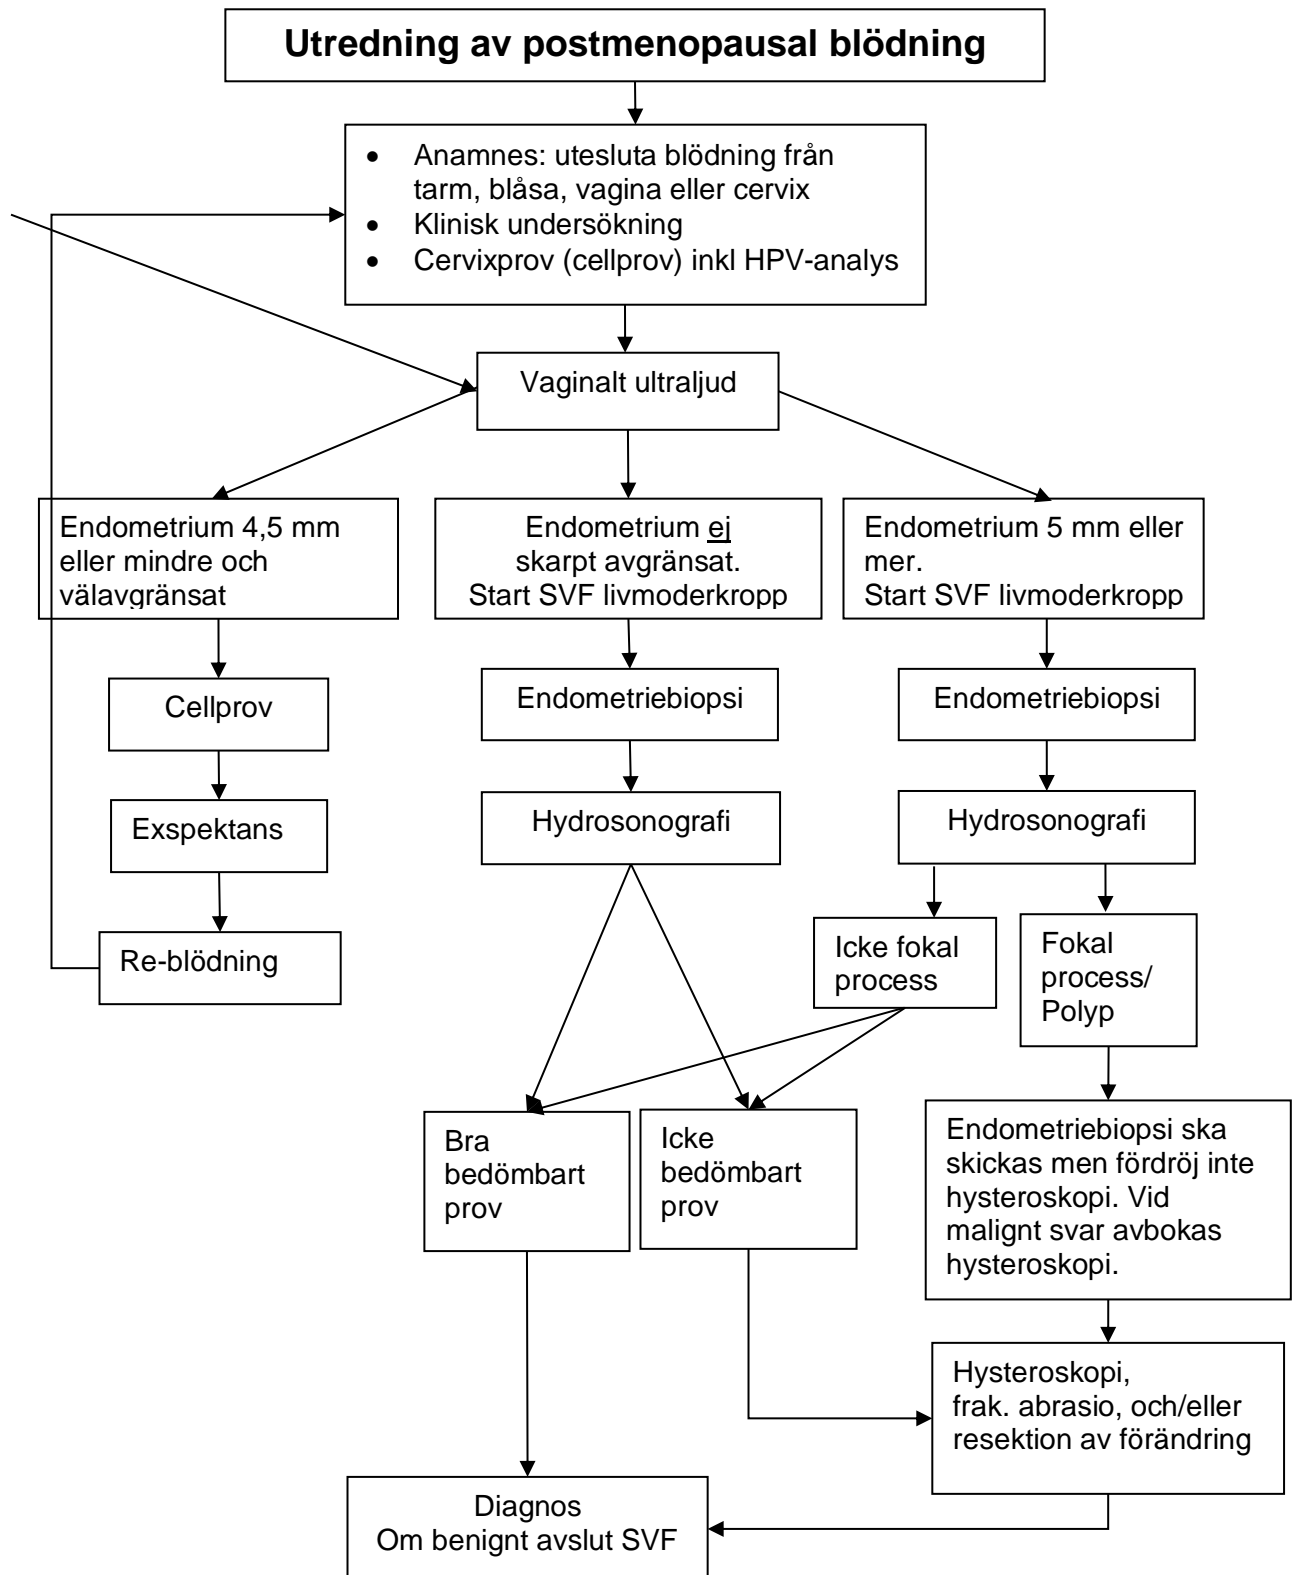 Utredning av postmenopausal blödning
• Anamnes: utesluta blödning från
tarm, blåsa, vagina eller cervix
• Klinisk undersökning
• Cervixprov (cellprov) inkl HPV-analys
Vaginalt ultraljud
Endometrium 4,5 mm
eller mindre och
välavgränsat
Endometrium ej
skarpt avgränsat.
Start SVF livmoderkropp
Endometrium 5 mm eller
mer.
Start SVF livmoderkropp
Cellprov
Endometriebiopsi
Endometriebiopsi
Exspektans
Hydrosonografi
Hydrosonografi
Re-blödning
Icke fokal
process
Fokal
process/
Polyp
Bra
bedömbart
prov
Icke
bedömbart
prov
Endometriebiopsi ska
skickas men fördröj inte
hysteroskopi. Vid
malignt svar avbokas
hysteroskopi.
Hysteroskopi,
frak. abrasio, och/eller
resektion av förändring
Diagnos
Om benignt avslut SVF